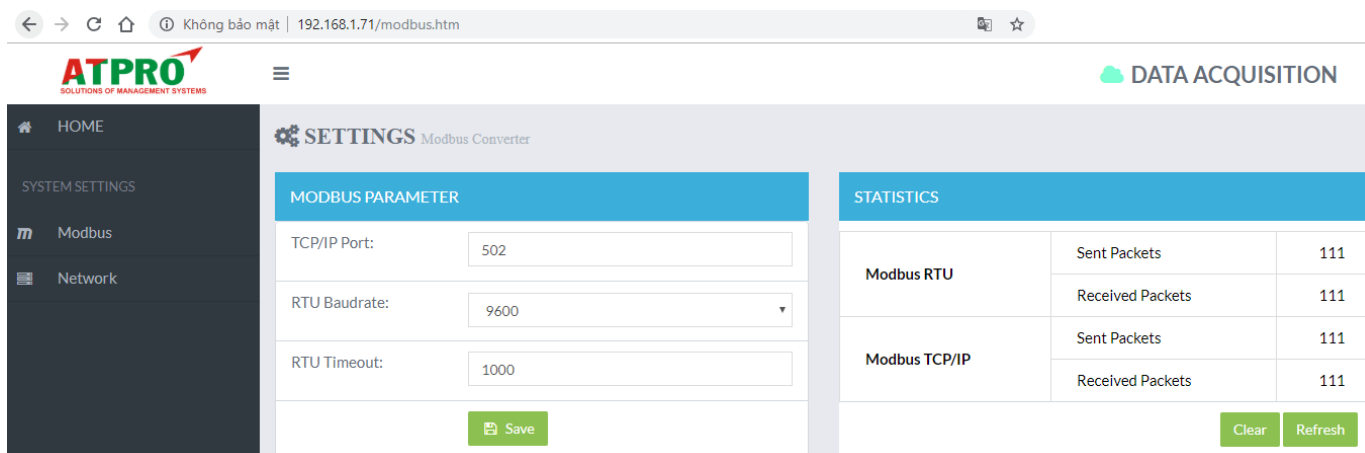 Không bảo mật | 192.168.1.71/modbus.htm
ATPRO
SOLUTIONS OF MANAGEMENT SYSTEMS
DATA ACQUISITION
HOME
SYSTEM SETTINGS
Modbus
Network
SETTINGS Modbus Converter
MODBUS PARAMETER
TCP/IP Port: 502
RTU Baudrate: 9600
RTU Timeout: 1000
Save
STATISTICS
Modbus RTU
Sent Packets 111
Received Packets 111
Modbus TCP/IP
Sent Packets 111
Received Packets 111
Clear Refresh